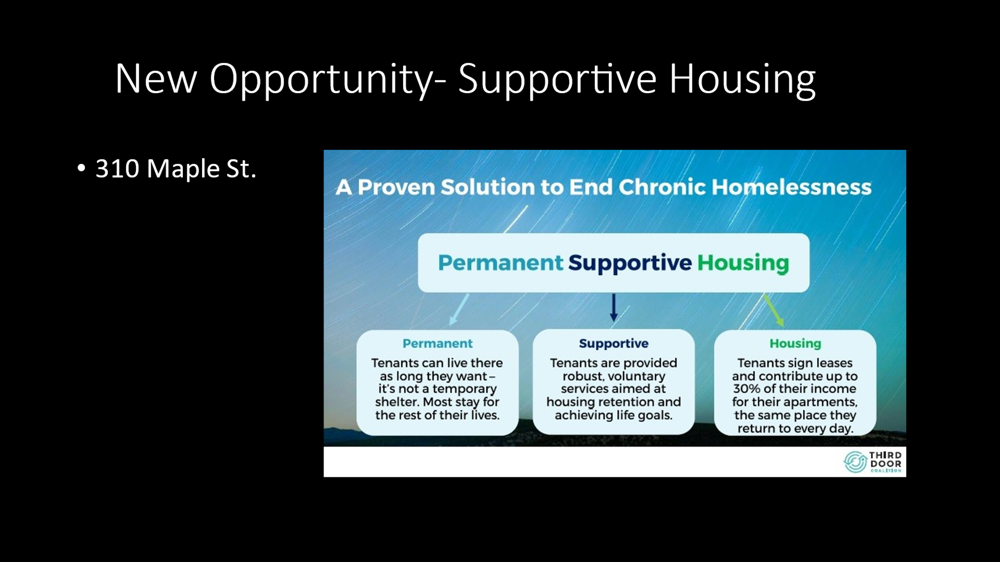 New Opportunity- Supportive Housing
• 310 Maple St.
A Proven Solution to End Chronic Homelessness
Permanent Supportive Housing
Permanent
Tenants can live there
as long they want –
it's not a temporary
shelter. Most stay for
the rest of their lives.
Supportive
Tenants are provided
robust, voluntary
services aimed at
housing retention and
achieving life goals.
Housing
Tenants sign leases
and contribute up to
30% of their income
for their apartments,
the same place they
return to every day.
THIRD
DOOR
COALITION